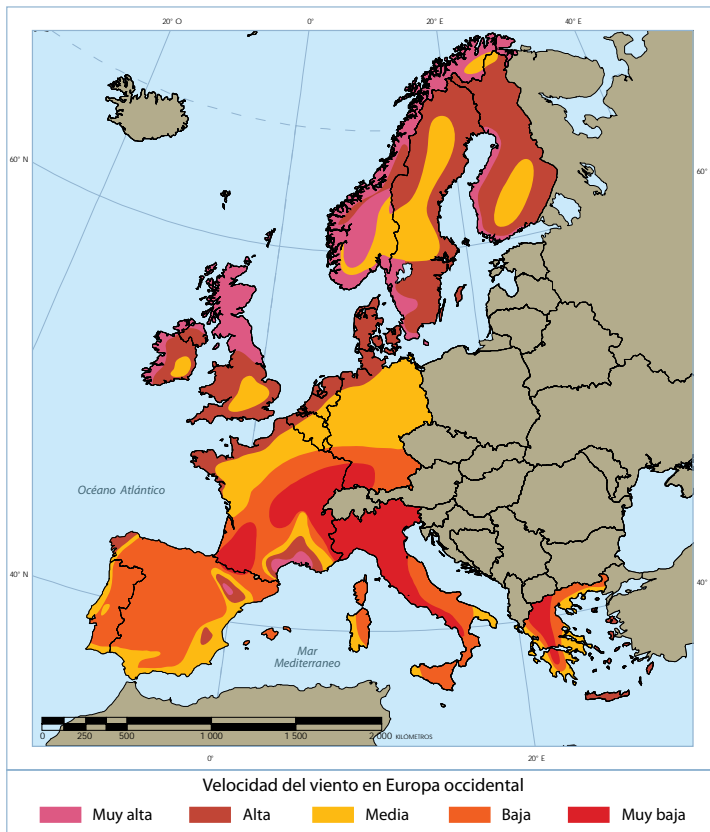 20° O
0°
20° E
40° E
60° N
60°
Océano Atlántico
40° N
40°
Mar
Mediterraneo
0 250 500 1 000 1 500 2 000 KILÓMETROS
0°
20° E
Velocidad del viento en Europa occidental
Muy alta Alta Media Baja Muy baja